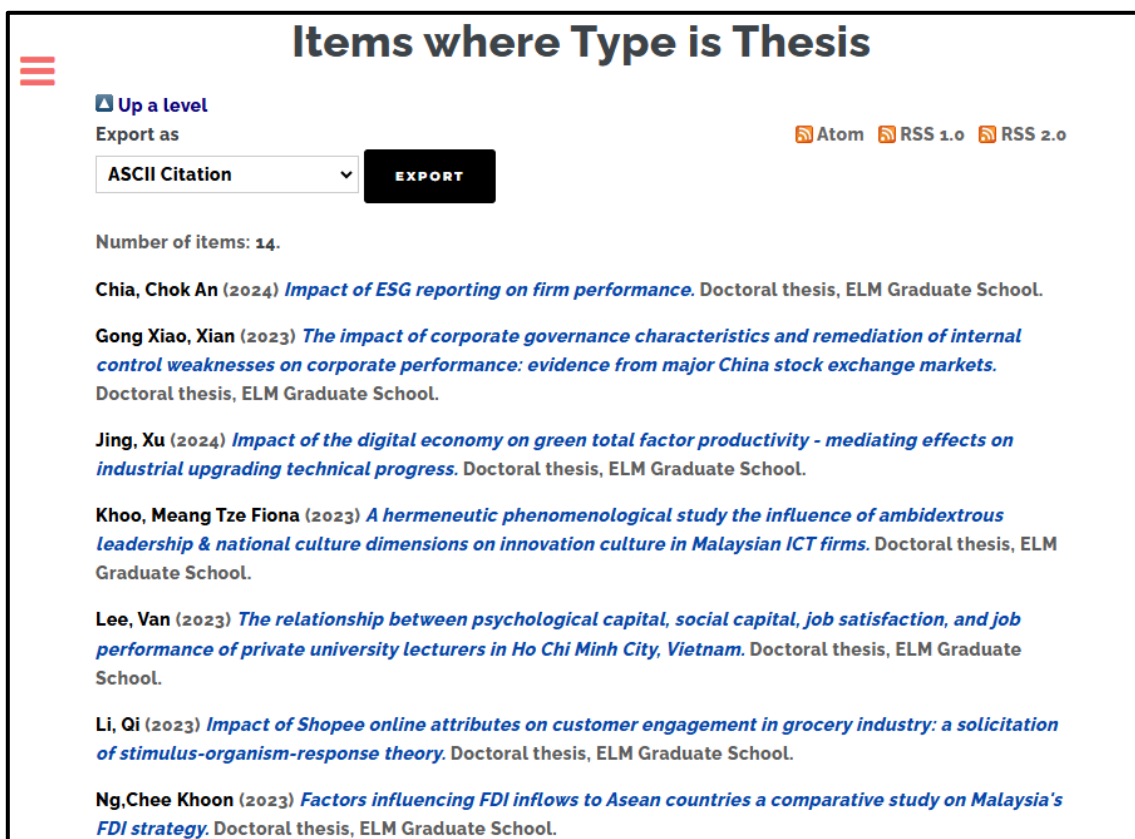 Items where Type is Thesis
Up a level
Export as
Atom RSS 1.0 RSS 2.0
ASCII Citation EXPORT
Number of items: 14.
Chia, Chok An (2024) Impact of ESG reporting on firm performance. Doctoral thesis, ELM Graduate School.
Gong Xiao, Xian (2023) The impact of corporate governance characteristics and remediation of internal
control weaknesses on corporate performance: evidence from major China stock exchange markets.
Doctoral thesis, ELM Graduate School.
Jing, Xu (2024) Impact of the digital economy on green total factor productivity - mediating effects on
industrial upgrading technical progress. Doctoral thesis, ELM Graduate School.
Khoo, Meang Tze Fiona (2023) A hermeneutic phenomenological study the influence of ambidextrous
leadership & national culture dimensions on innovation culture in Malaysian ICT firms. Doctoral thesis, ELM
Graduate School.
Lee, Van (2023) The relationship between psychological capital, social capital, job satisfaction, and job
performance of private university lecturers in Ho Chi Minh City, Vietnam. Doctoral thesis, ELM Graduate
School.
Li, Qi (2023) Impact of Shopee online attributes on customer engagement in grocery industry: a solicitation
of stimulus-organism-response theory. Doctoral thesis, ELM Graduate School.
Ng,Chee Khoon (2023) Factors influencing FDI inflows to Asean countries a comparative study on Malaysia's
FDI strategy. Doctoral thesis, ELM Graduate School.